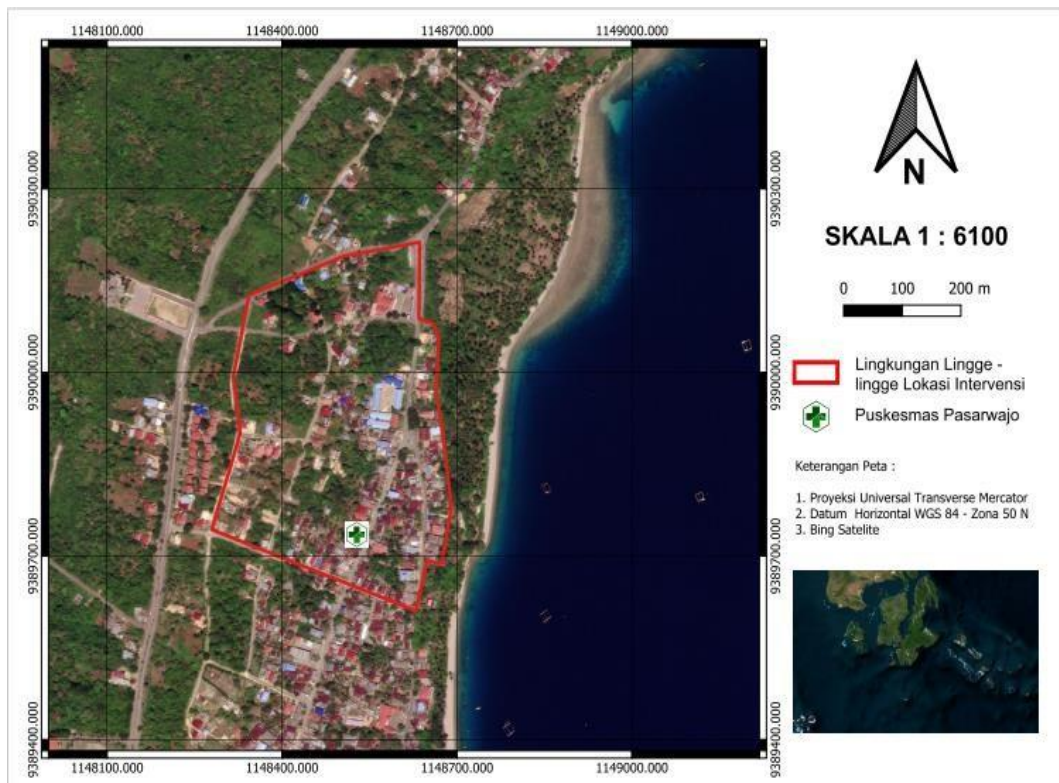 1148100.000
1148400.000
1148700.000
1149000.000
9390300.000
9390300.000
9390000.000
9390000.000
9389700.000
9389700.000
9389400.000
9389400.000
1148100.000
1148400.000
1148700.000
1149000.000
N
SKALA 1 : 6100
0 100 200 m
Lingkungan Lingge -
lingge Lokasi Intervensi
Puskesmas Pasarwajo
Keterangan Peta :
1. Proyeksi Universal Transverse Mercator
2. Datum Horizontal WGS 84 - Zona 50 N
3. Bing Satelite